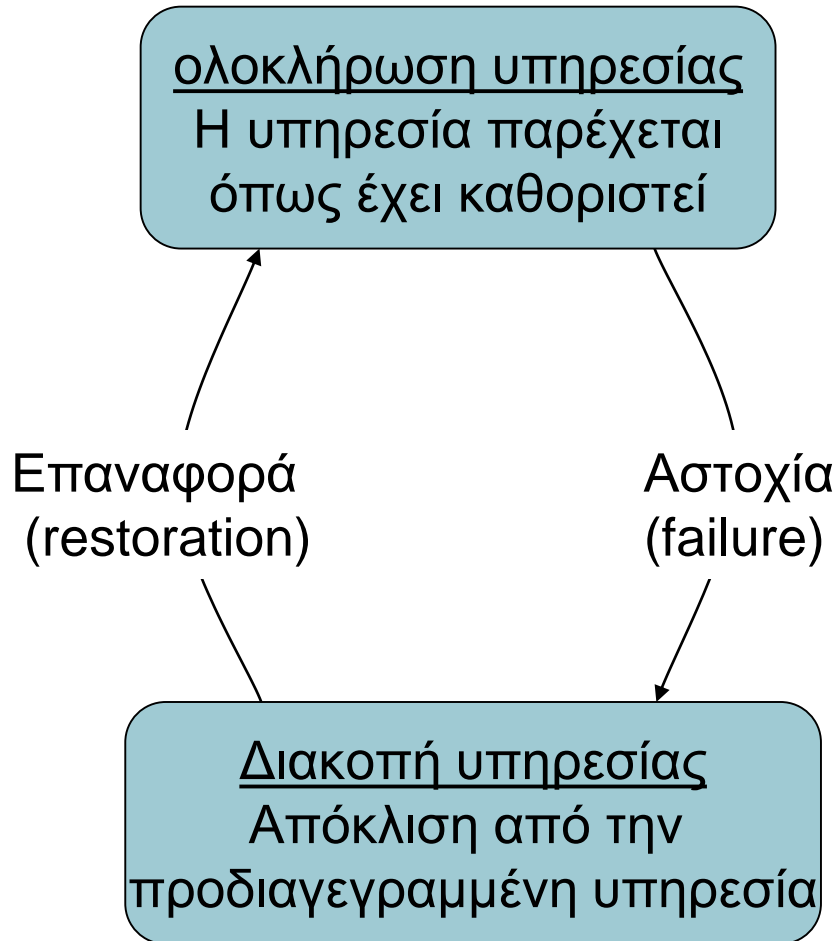 ολοκλήρωση υπηρεσίας
Η υπηρεσία παρέχεται
όπως έχει καθοριστεί
Επαναφορά
(restoration)
Αστοχία
(failure)
Διακοπή υπηρεσίας
Απόκλιση από την
προδιαγεγραμμένη υπηρεσία